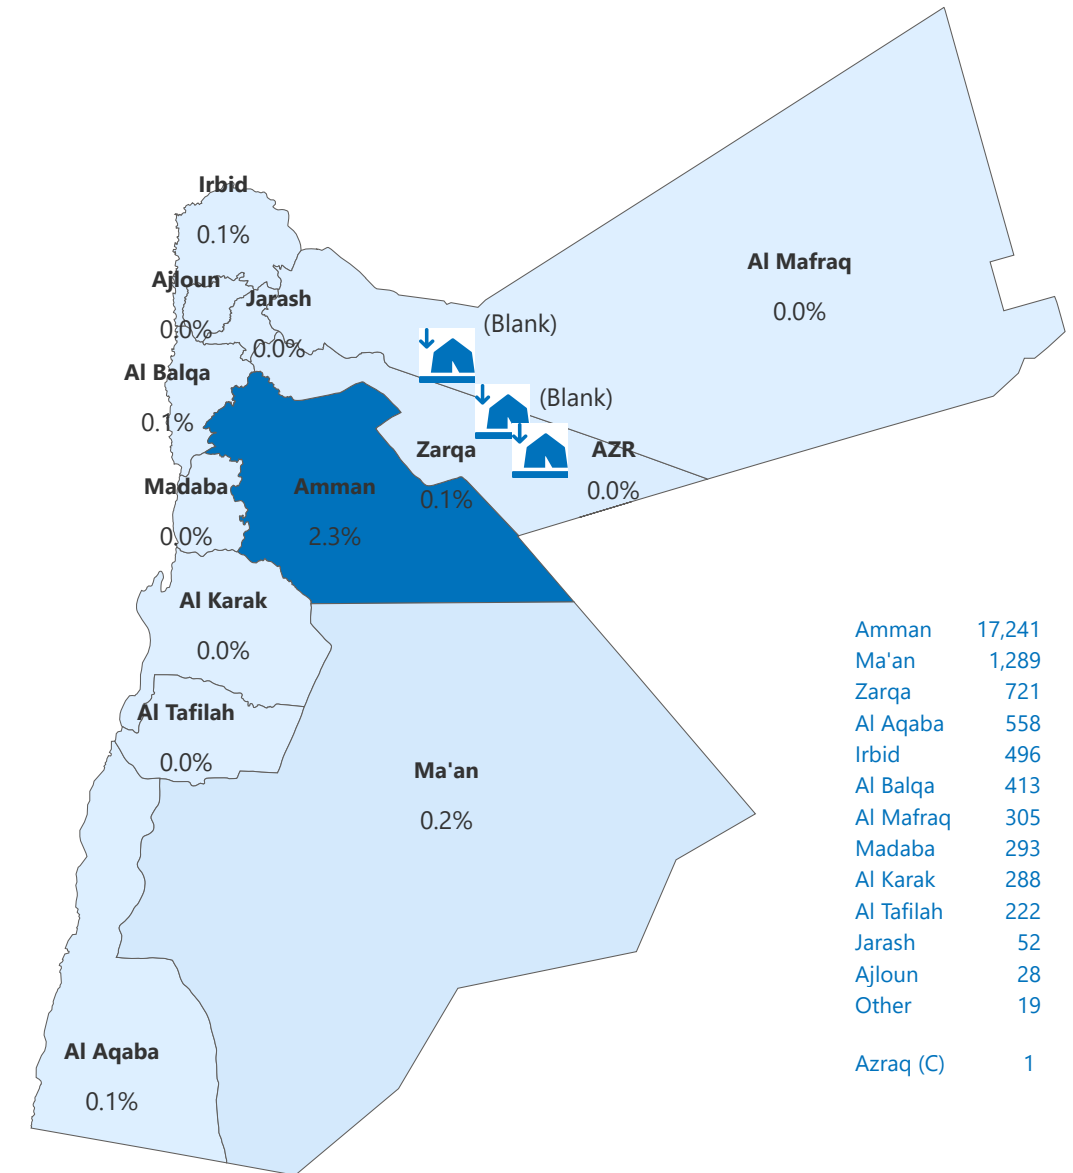 Irbid
0.1%
Al Mafraq
0.0%
Ajloun
0.0%
Jarash
0.0%
(Blank)
Al Balqa
0.1%
(Blank)
Zarqa
0.1%
AZR
0.0%
Madaba
0.0%
Amman
2.3%
Al Karak
0.0%
Al Tafilah
0.0%
Ma'an
0.2%
Al Aqaba
0.1%
Amman 17,241
Ma'an 1,289
Zarqa 721
Al Aqaba 558
Irbid 496
Al Balqa 413
Al Mafraq 305
Madaba 293
Al Karak 288
Al Tafilah 222
Jarash 52
Ajloun 28
Other 19
Azraq (C) 1